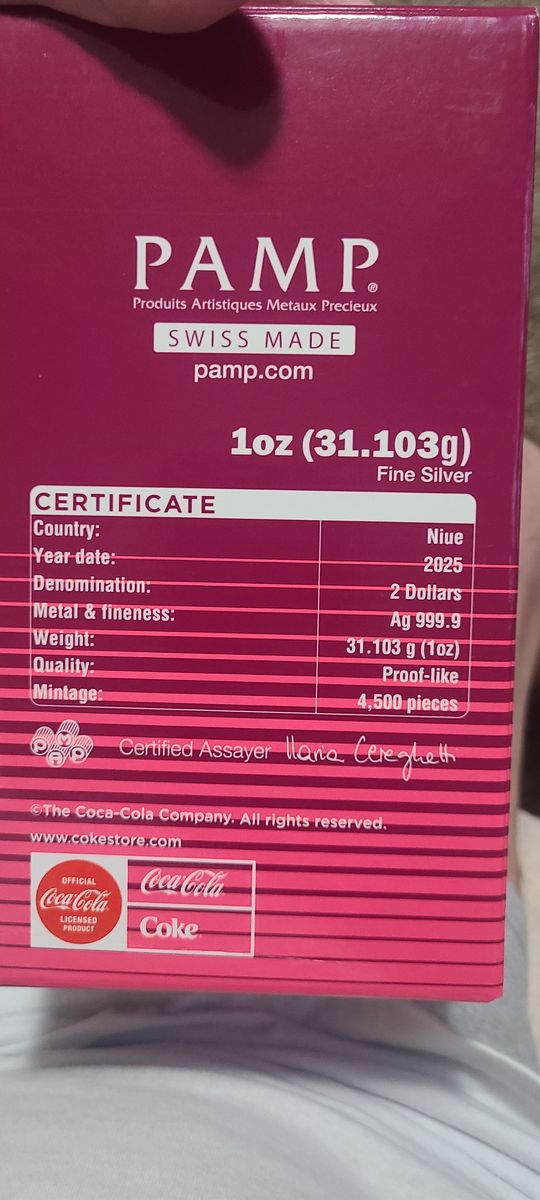 PAMP®
Produits Artistiques Metaux Precieux
SWISS MADE
pamp.com
1oz (31.103g)
Fine Silver
CERTIFICATE
Country: Niue
Year date: 2025
Denomination: 2 Dollars
Metal & fineness: Ag 999.9
Weight: 31.103 g (1oz)
Quality: Proof-like
Mintage: 4,500 pieces
PAMP Certified Assayer Ilaria Cereghetti
©The Coca-Cola Company. All rights reserved.
www.cokestore.com
OFFICIAL
Coca-Cola
LICENSED
PRODUCT
Coca-Cola
Coke